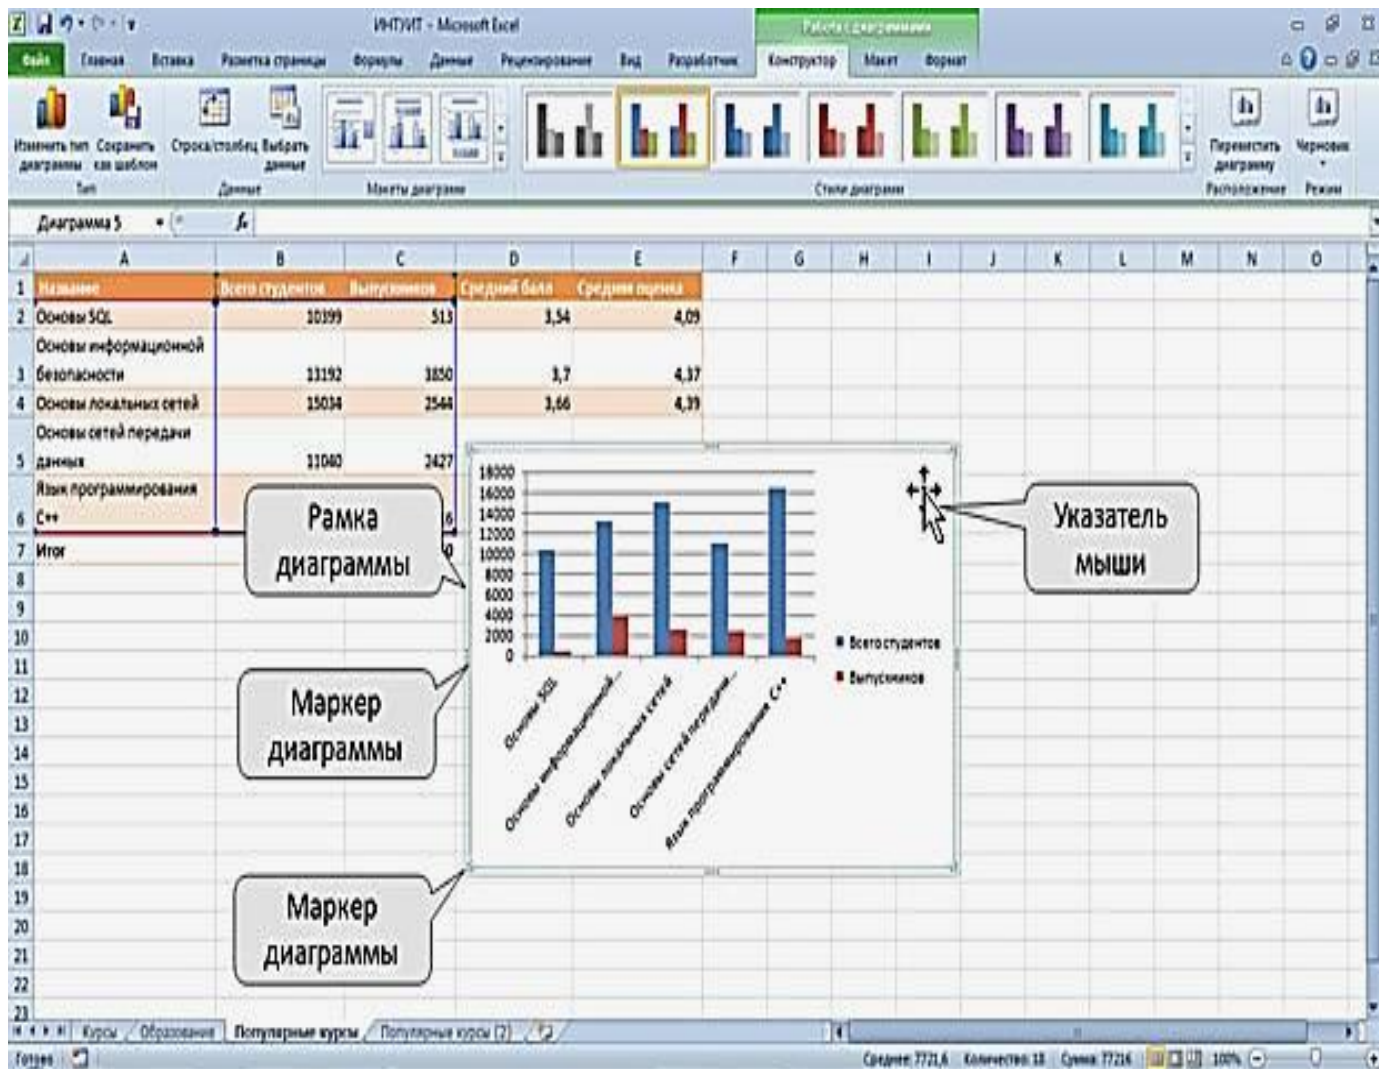 ИНТУИТ - Microsoft Excel
Работа с диаграммами
Файл Главная Вставка Разметка страницы Формулы Данные Рецензирование Вид Разработчик Конструктор Макет Формат
Изменить тип диаграммы
Сохранить как шаблон
Строка/столбец
Выбрать данные
Переместить диаграмму
Черновик
Тип Данные Макеты диаграмм Стили диаграмм Расположение Режим
Диаграмма 5 fx
A B C D E F G H I J K L M N O
1 Название Всего студентов Выпускников Средний балл Средняя оценка
2 Основы SQL 10399 513 3,54 4,09
Основы информационной
3 безопасности 13192 3850 3,7 4,37
4 Основы локальных сетей 15034 2544 3,66 4,39
Основы сетей передачи
5 данных 11040 2427
Язык программирования
6 C++ 6
7 Итог 0
8
9
10
11
12
13
14
15
16
17
18
19
20
21
22
23
18000
16000
14000
12000
10000
8000
6000
4000
2000
0
Всего студентов
Выпускников
Основы SQL
Основы информационной...
Основы локальных сетей
Основы сетей передачи...
Язык программирования C++
Рамка
диаграммы
Указатель
мыши
Маркер
диаграммы
Маркер
диаграммы
Курсы Образование Популярные курсы Популярные курсы (2)
Готово Среднее: 7721,6 Количество: 18 Сумма: 77216 100%